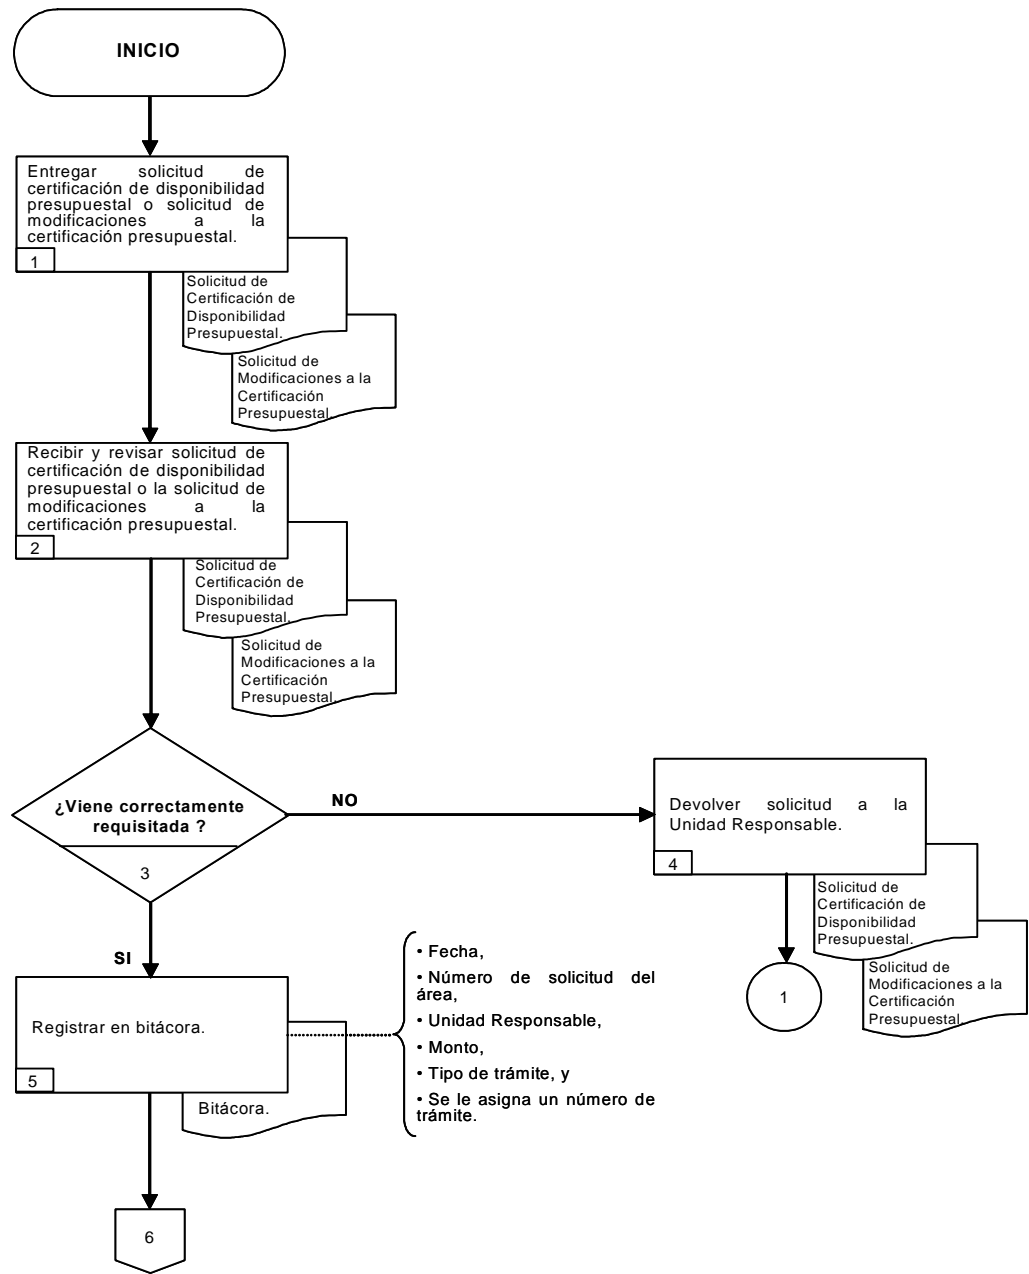 INICIO
Entregar solicitud de
certificación de disponibilidad
presupuestal o solicitud de
modificaciones a la
certificación presupuestal.
1
Solicitud de
Certificación de
Disponibilidad
Presupuestal.
Solicitud de
Modificaciones a la
Certificación
Presupuestal.
Recibir y revisar solicitud de
certificación de disponibilidad
presupuestal o la solicitud de
modificaciones a la
certificación presupuestal.
2
Solicitud de
Certificación de
Disponibilidad
Presupuestal.
Solicitud de
Modificaciones a la
Certificación
Presupuestal.
¿Viene correctamente
requisitada ?
3
NO
Devolver solicitud a la
Unidad Responsable.
4
Solicitud de
Certificación de
Disponibilidad
Presupuestal.
Solicitud de
Modificaciones a la
Certificación
Presupuestal.
1
SI
Registrar en bitácora.
5
Bitácora.
• Fecha,
• Número de solicitud del
área,
• Unidad Responsable,
• Monto,
• Tipo de trámite, y
• Se le asigna un número de
trámite.
6